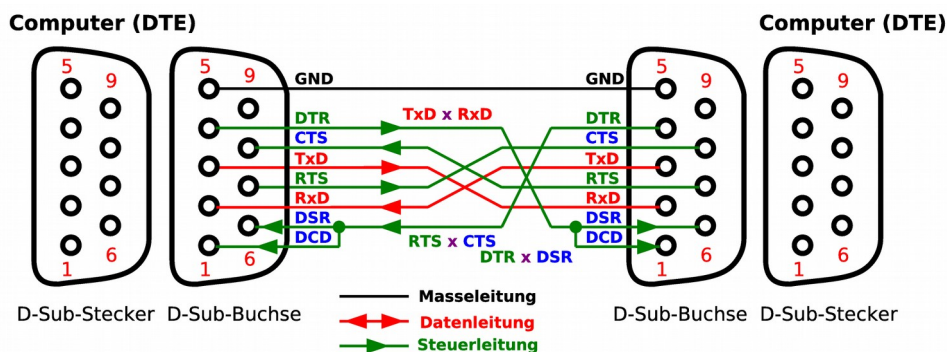 Computer (DTE)
Computer (DTE)
5
9
5
9
GND
GND
5
9
5
9
DTR
TxD x RxD
DTR
CTS
CTS
TxD
TxD
RTS
RTS
RxD
RxD
DSR
DSR
DCD
RTS x CTS
DCD
DTR x DSR
1
6
1
6
1
6
1
6
D-Sub-Stecker
D-Sub-Buchse
Masseleitung
D-Sub-Buchse
D-Sub-Stecker
Datenleitung
Steuerleitung